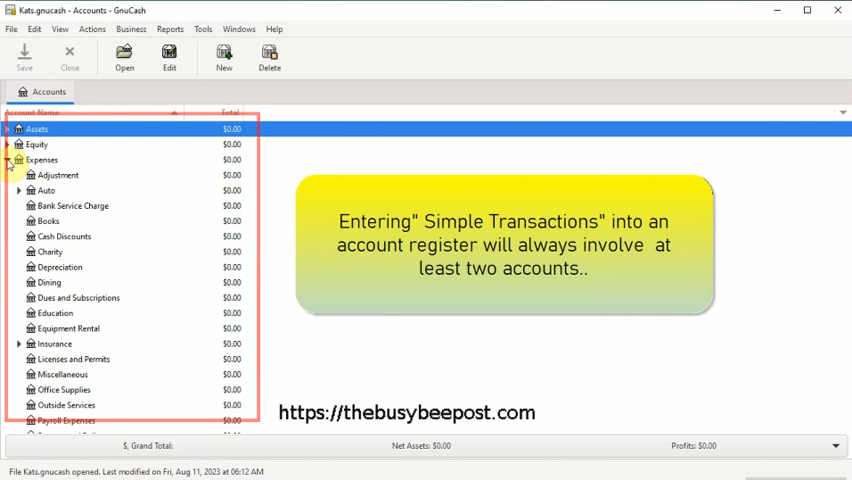 Kats.gnucash - Accounts - GnuCash
File Edit View Actions Business Reports Tools Windows Help
Save Close Open Edit New Delete
Accounts
Account Name Total
Assets $0.00
Equity $0.00
Expenses $0.00
Adjustment $0.00
Auto $0.00
Bank Service Charge $0.00
Books $0.00
Cash Discounts $0.00
Charity $0.00
Depreciation $0.00
Dining $0.00
Dues and Subscriptions $0.00
Education $0.00
Equipment Rental $0.00
Insurance $0.00
Licenses and Permits $0.00
Miscellaneous $0.00
Office Supplies $0.00
Outside Services $0.00
Payroll Expenses $0.00
Entering" Simple Transactions" into an
account register will always involve at
least two accounts..
https://thebusybeepost.com
$, Grand Total: Net Assets: $0.00 Profits: $0.00
File Kats.gnucash opened. Last modified on Fri, Aug 11, 2023 at 06:12 AM